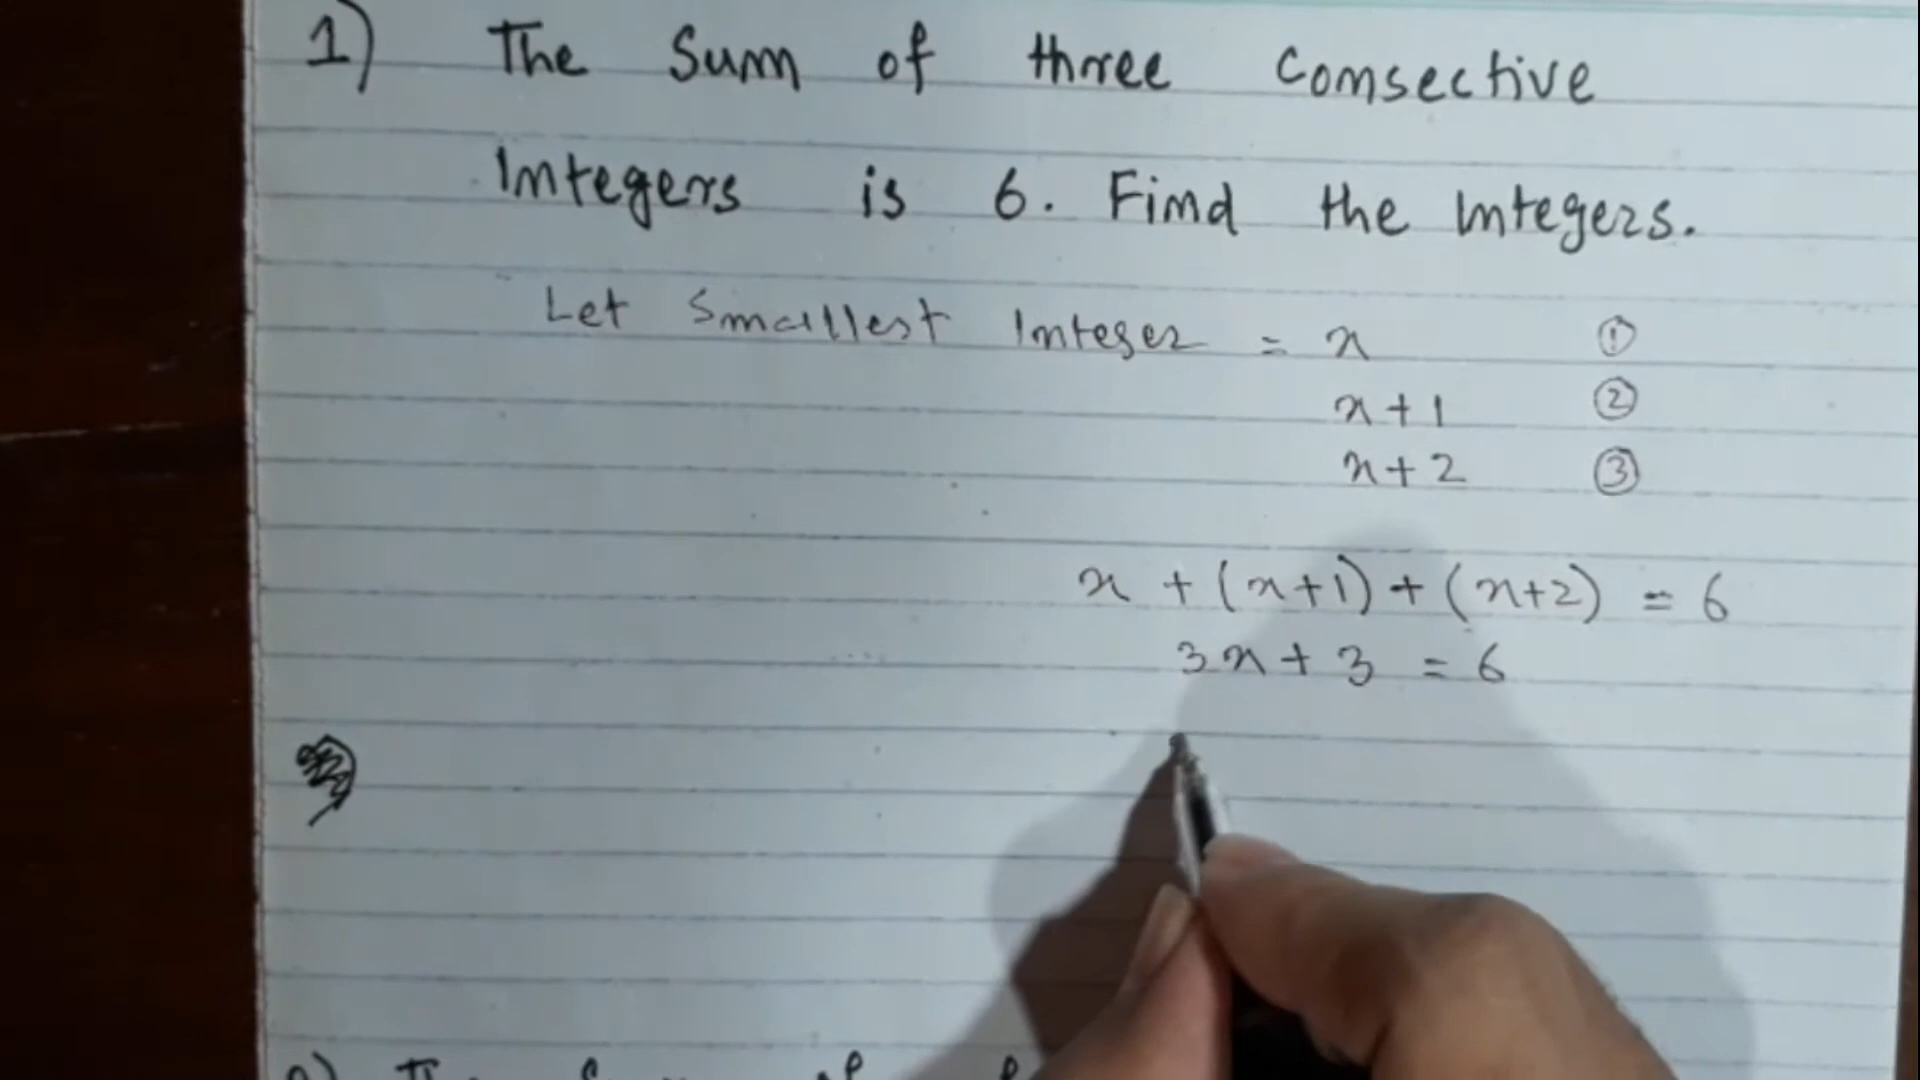 1) The Sum of three Comsective
Integers is 6. Find the Integers.
Let Smallest Integer = x ①
x+1 ②
x+2 ③
x + (x+1) + (x+2) = 6
3x + 3 = 6